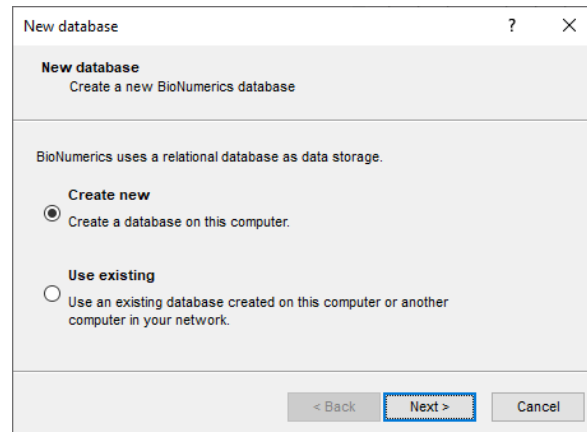 New database
?
New database
Create a new BioNumerics database
BioNumerics uses a relational database as data storage.
Create new
Create a database on this computer.
Use existing
Use an existing database created on this computer or another
computer in your network.
< Back
Next >
Cancel